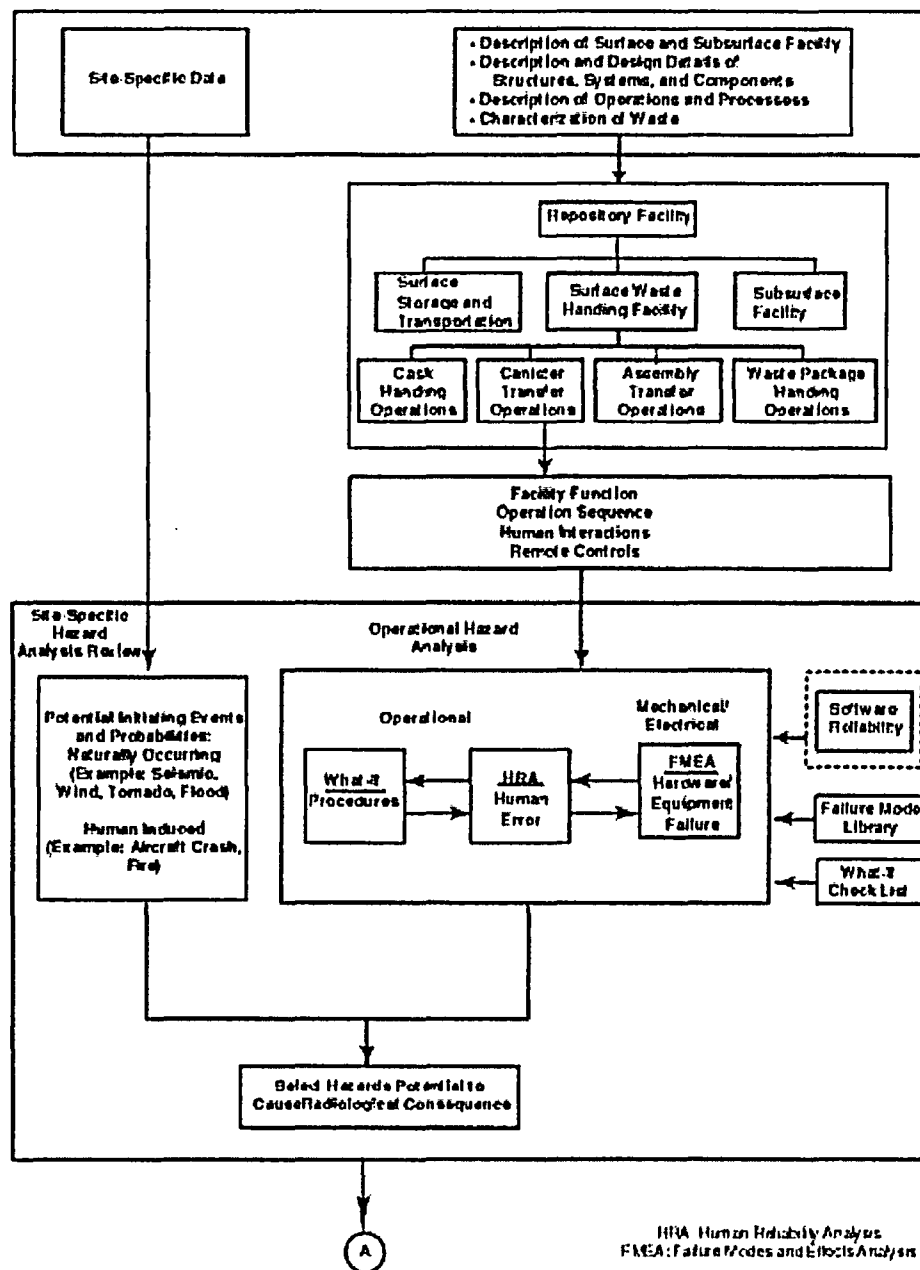 Site-Specific Data
• Description of Surface and Subsurface Facility
• Description and Design Details of
Structures, Systems, and Components
• Description of Operations and Processes
• Characterization of Waste
Repository Facility
Surface
Storage and
Transportation
Surface Waste
Handing Facility
Subsurface
Facility
Cask
Handing
Operations
Canister
Transfer
Operations
Assembly
Transfer
Operations
Waste Package
Handing
Operations
Facility Function
Operation Sequence
Human Interactions
Remote Controls
Site-Specific
Hazard
Analysis Review
Operational Hazard
Analysis
Potential Initiating Events
and Probabilities:
Naturally Occurring
(Example: Seismic,
Wind, Tornado, Flood)
Human Induced
(Example: Aircraft Crash,
Fire)
Operational
Mechanical/
Electrical
What-If
Procedures
HRA
Human
Error
FMEA
Hardware/
Equipment
Failure
Software
Reliability
Failure Mode
Library
What-If
Check List
Select Hazards Potential to
Cause Radiological Consequence
A
HRA: Human Reliability Analysis
FMEA: Failure Modes and Effects Analysis